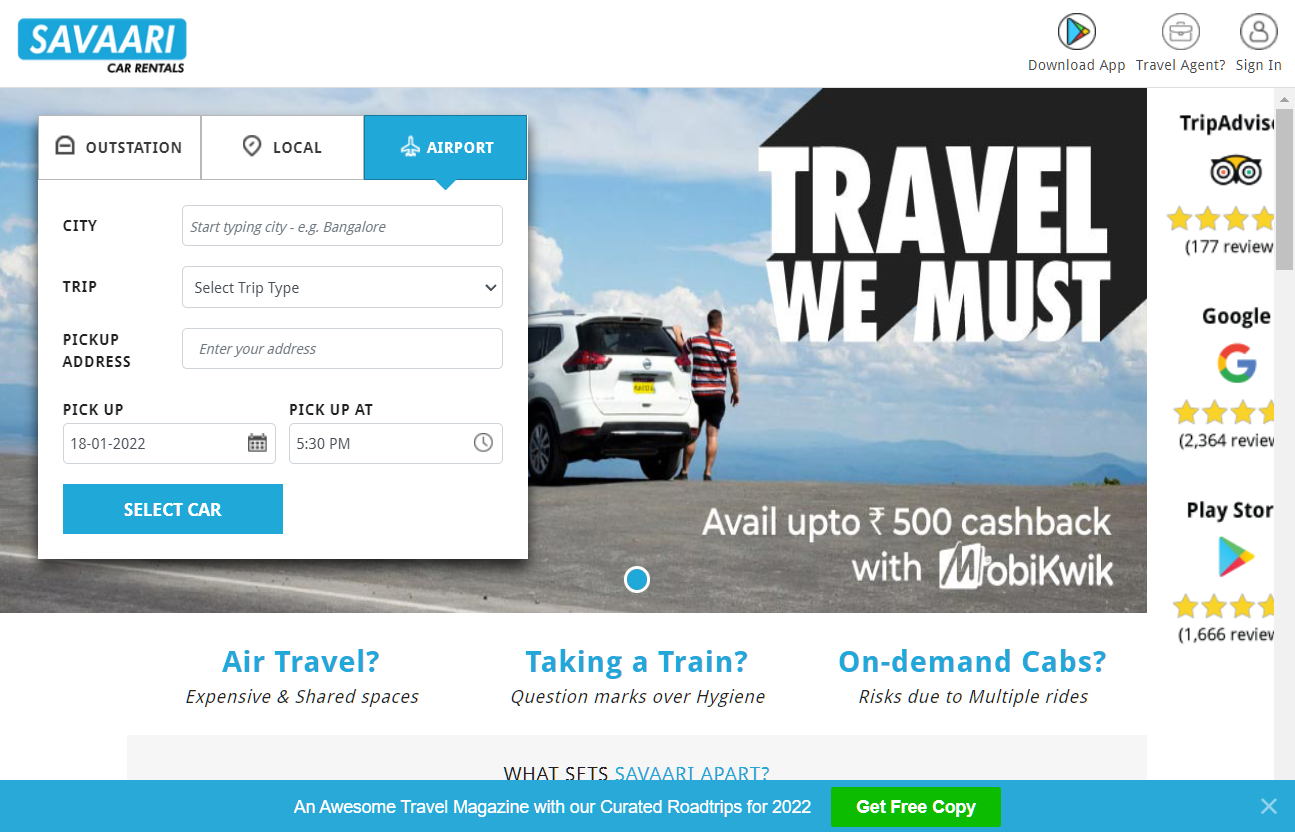 SAVAARI
CAR RENTALS
Download App
Travel Agent?
Sign In
OUTSTATION
LOCAL
AIRPORT
CITY
Start typing city - e.g. Bangalore
TRIP
Select Trip Type
PICKUP
ADDRESS
Enter your address
PICK UP
PICK UP AT
18-01-2022
5:30 PM
SELECT CAR
TRAVEL
WE MUST
Avail upto ₹ 500 cashback
with MobiKwik
TripAdvis
(177 review
Google
(2,364 review
Play Stor
(1,666 review
Air Travel?
Expensive & Shared spaces
Taking a Train?
Question marks over Hygiene
On-demand Cabs?
Risks due to Multiple rides
WHAT SETS SAVAARI APART?
An Awesome Travel Magazine with our Curated Roadtrips for 2022
Get Free Copy